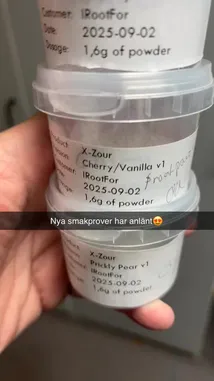 Customer: IRootFor
Date: 2025-09-02
Dosage: 1,6g of powder
X-Zour
Cherry/Vanilla v1
IRootFor
2025-09-02
1,6g of powder
Nya smakprover har anlänt😍
X-Zour
Prickly Pear v1
IRootFor
2025-09-02
1,6g of powder